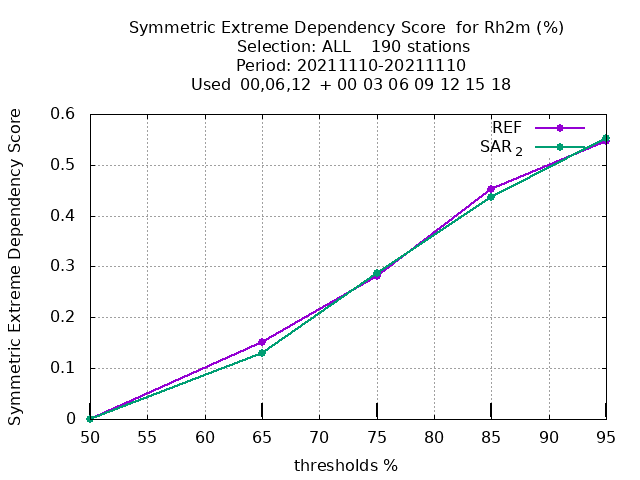 Symmetric Extreme Dependency Score  for Rh2m (%)
Selection: ALL    190 stations
Period: 20211110-20211110
Used  00,06,12  + 00 03 06 09 12 15 18
REF
SAR 2
Symmetric Extreme Dependency Score
0.6
0.5
0.4
0.3
0.2
0.1
0
50 55 60 65 70 75 80 85 90 95
thresholds %